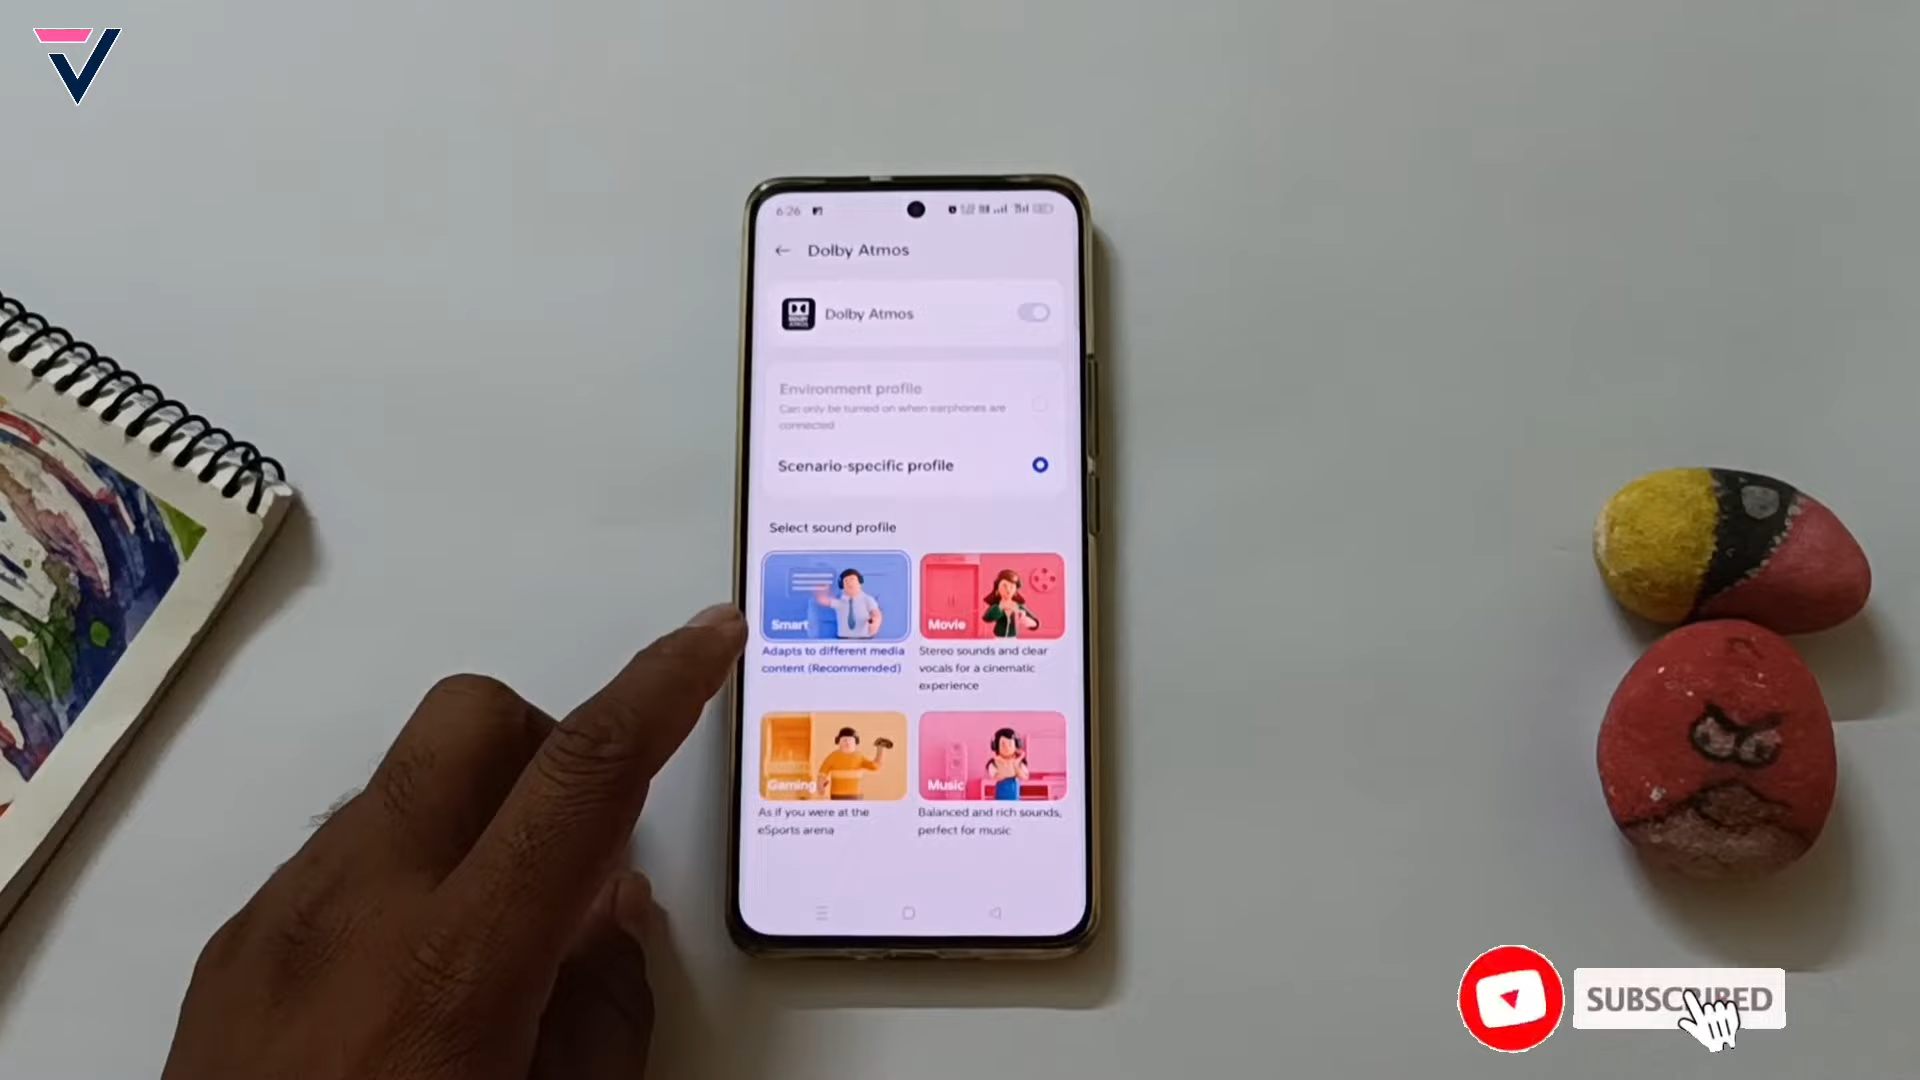 6:26
Dolby Atmos
Dolby Atmos
Environment profile
Can only be turned on when earphones are
connected
Scenario-specific profile
Select sound profile
Smart
Adapts to different media
content (Recommended)
Movie
Stereo sounds and clear
vocals for a cinematic
experience
Gaming
As if you were at the
eSports arena
Music
Balanced and rich sounds,
perfect for music
SUBSCRIBED